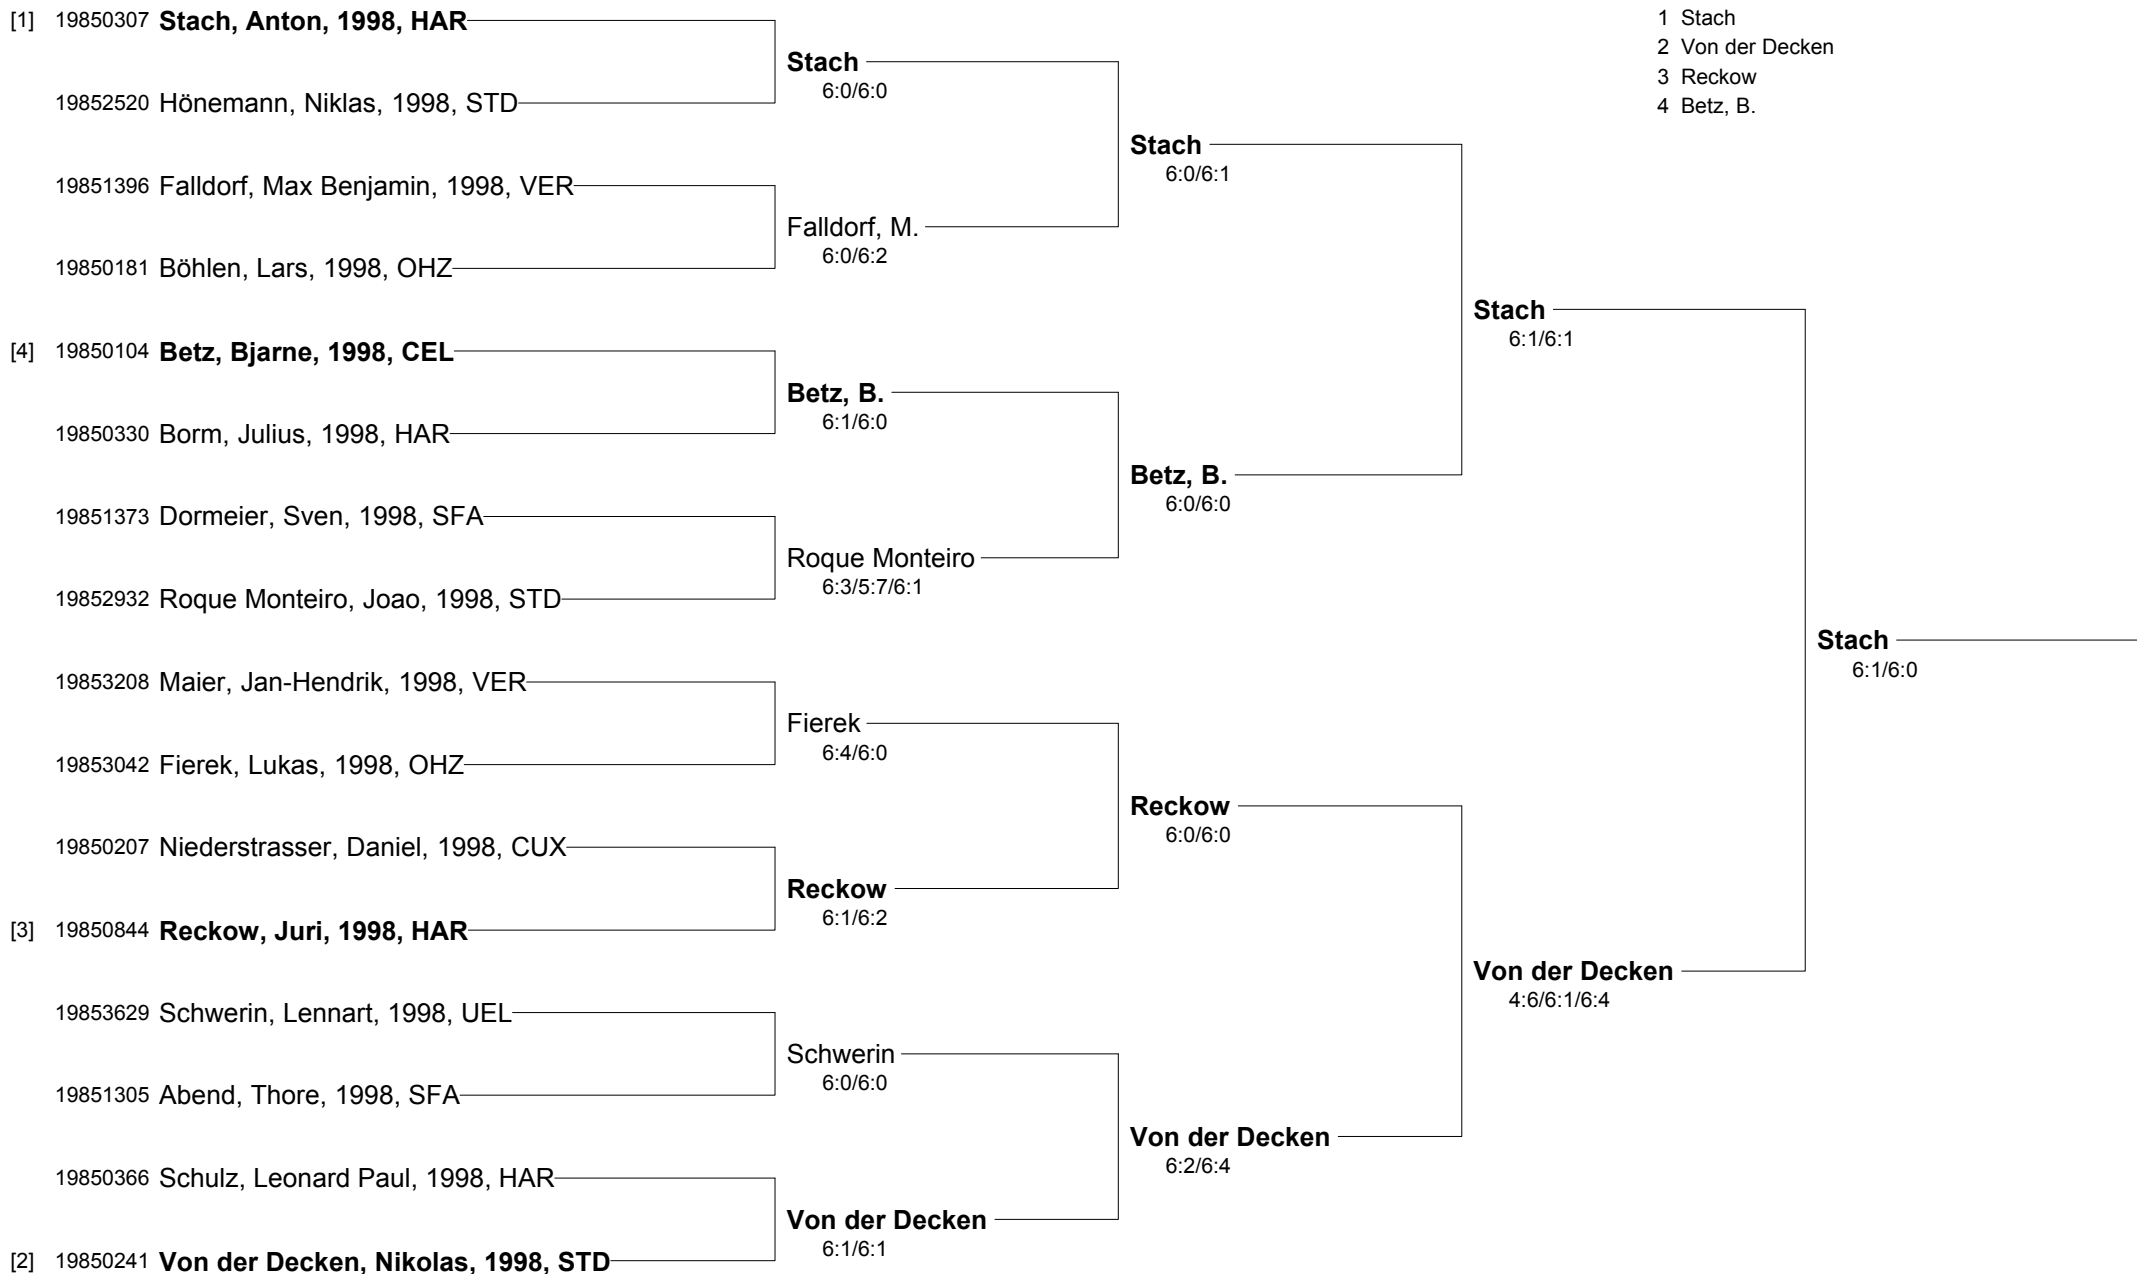 [1] 19850307 Stach, Anton, 1998, HAR
19852520 Hönemann, Niklas, 1998, STD
19851396 Falldorf, Max Benjamin, 1998, VER
19850181 Böhlen, Lars, 1998, OHZ
[4] 19850104 Betz, Bjarne, 1998, CEL
19850330 Borm, Julius, 1998, HAR
19851373 Dormeier, Sven, 1998, SFA
19852932 Roque Monteiro, Joao, 1998, STD
19853208 Maier, Jan-Hendrik, 1998, VER
19853042 Fierek, Lukas, 1998, OHZ
19850207 Niederstrasser, Daniel, 1998, CUX
[3] 19850844 Reckow, Juri, 1998, HAR
19853629 Schwerin, Lennart, 1998, UEL
19851305 Abend, Thore, 1998, SFA
19850366 Schulz, Leonard Paul, 1998, HAR
[2] 19850241 Von der Decken, Nikolas, 1998, STD
Stach
6:0/6:0
Falldorf, M.
6:0/6:2
Betz, B.
6:1/6:0
Roque Monteiro
6:3/5:7/6:1
Fierek
6:4/6:0
Reckow
6:1/6:2
Schwerin
6:0/6:0
Von der Decken
6:1/6:1
Stach
6:0/6:1
Betz, B.
6:0/6:0
Reckow
6:0/6:0
Von der Decken
6:2/6:4
Stach
6:1/6:1
Von der Decken
4:6/6:1/6:4
Stach
6:1/6:0
1 Stach
2 Von der Decken
3 Reckow
4 Betz, B.